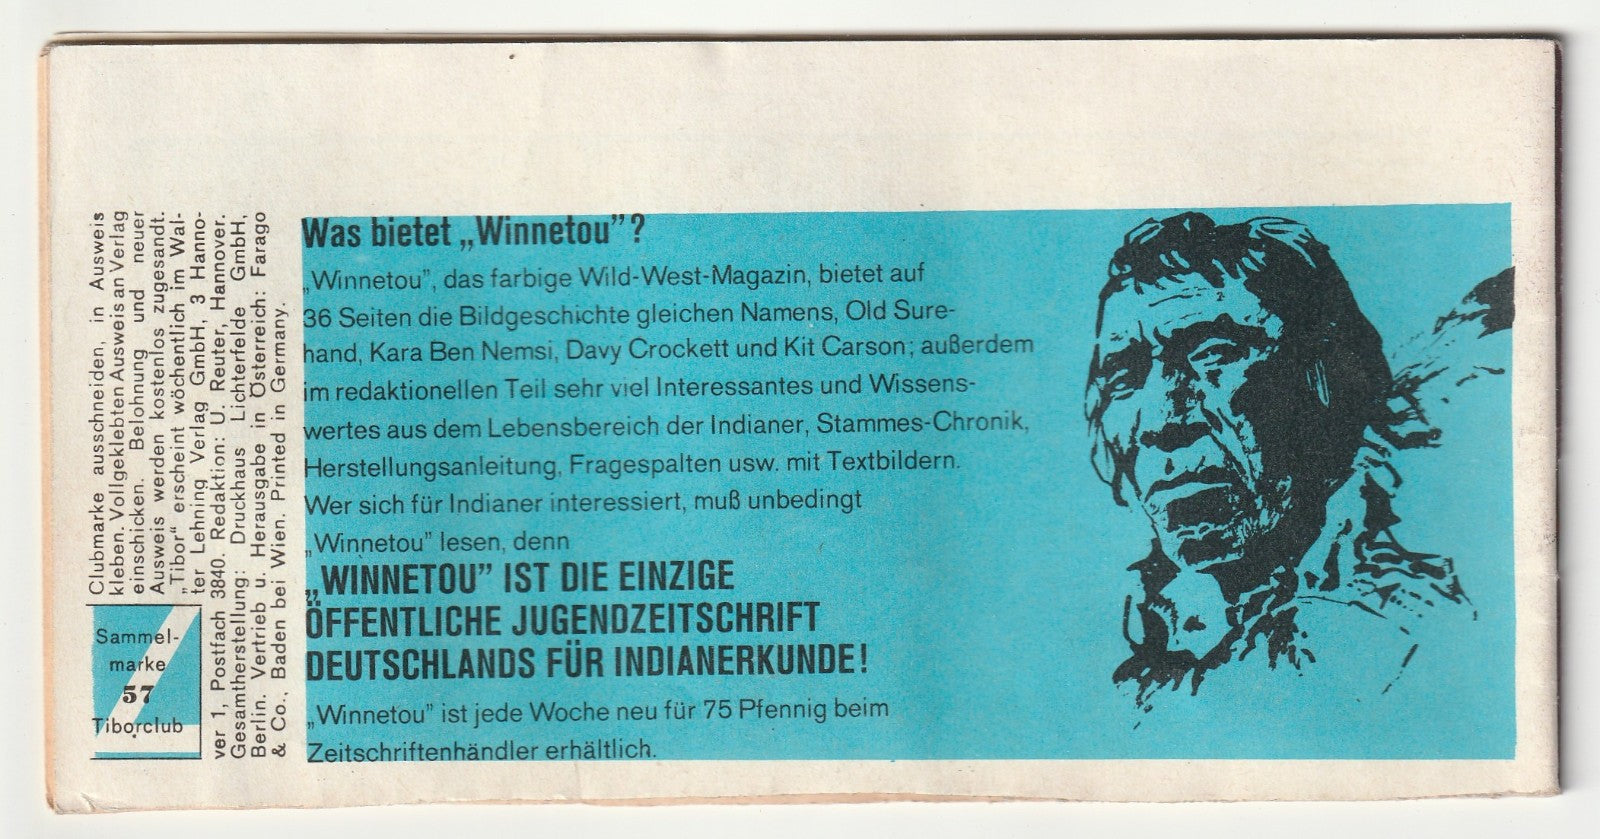 Clubmarke ausschneiden, in Ausweis
kleben. Vollgeklebten Ausweis an Verlag
einschicken. Belohnung und neuer
Ausweis werden kostenlos zugesandt.
„Tibor“ erscheint wöchentlich im Wal-
ter Lehning Verlag GmbH, 3 Hanno-
ver 1, Postfach 3840. Redaktion: U. Reuter, Hannover.
Gesamtherstellung: Druckhaus Lichterfelde GmbH,
Berlin. Vertrieb u. Herausgabe in Österreich: Farago
& Co., Baden bei Wien. Printed in Germany.
Sammel-
marke
57
Tiborclub
Was bietet „Winnetou”?
„Winnetou”, das farbige Wild-West-Magazin, bietet auf
36 Seiten die Bildgeschichte gleichen Namens, Old Sure-
hand, Kara Ben Nemsi, Davy Crockett und Kit Carson; außerdem
im redaktionellen Teil sehr viel Interessantes und Wissens-
wertes aus dem Lebensbereich der Indianer, Stammes-Chronik,
Herstellungsanleitung, Fragespalten usw. mit Textbildern.
Wer sich für Indianer interessiert, muß unbedingt
„Winnetou” lesen, denn
„WINNETOU” IST DIE EINZIGE
ÖFFENTLICHE JUGENDZEITSCHRIFT
DEUTSCHLANDS FÜR INDIANERKUNDE!
„Winnetou” ist jede Woche neu für 75 Pfennig beim
Zeitschriftenhändler erhältlich.